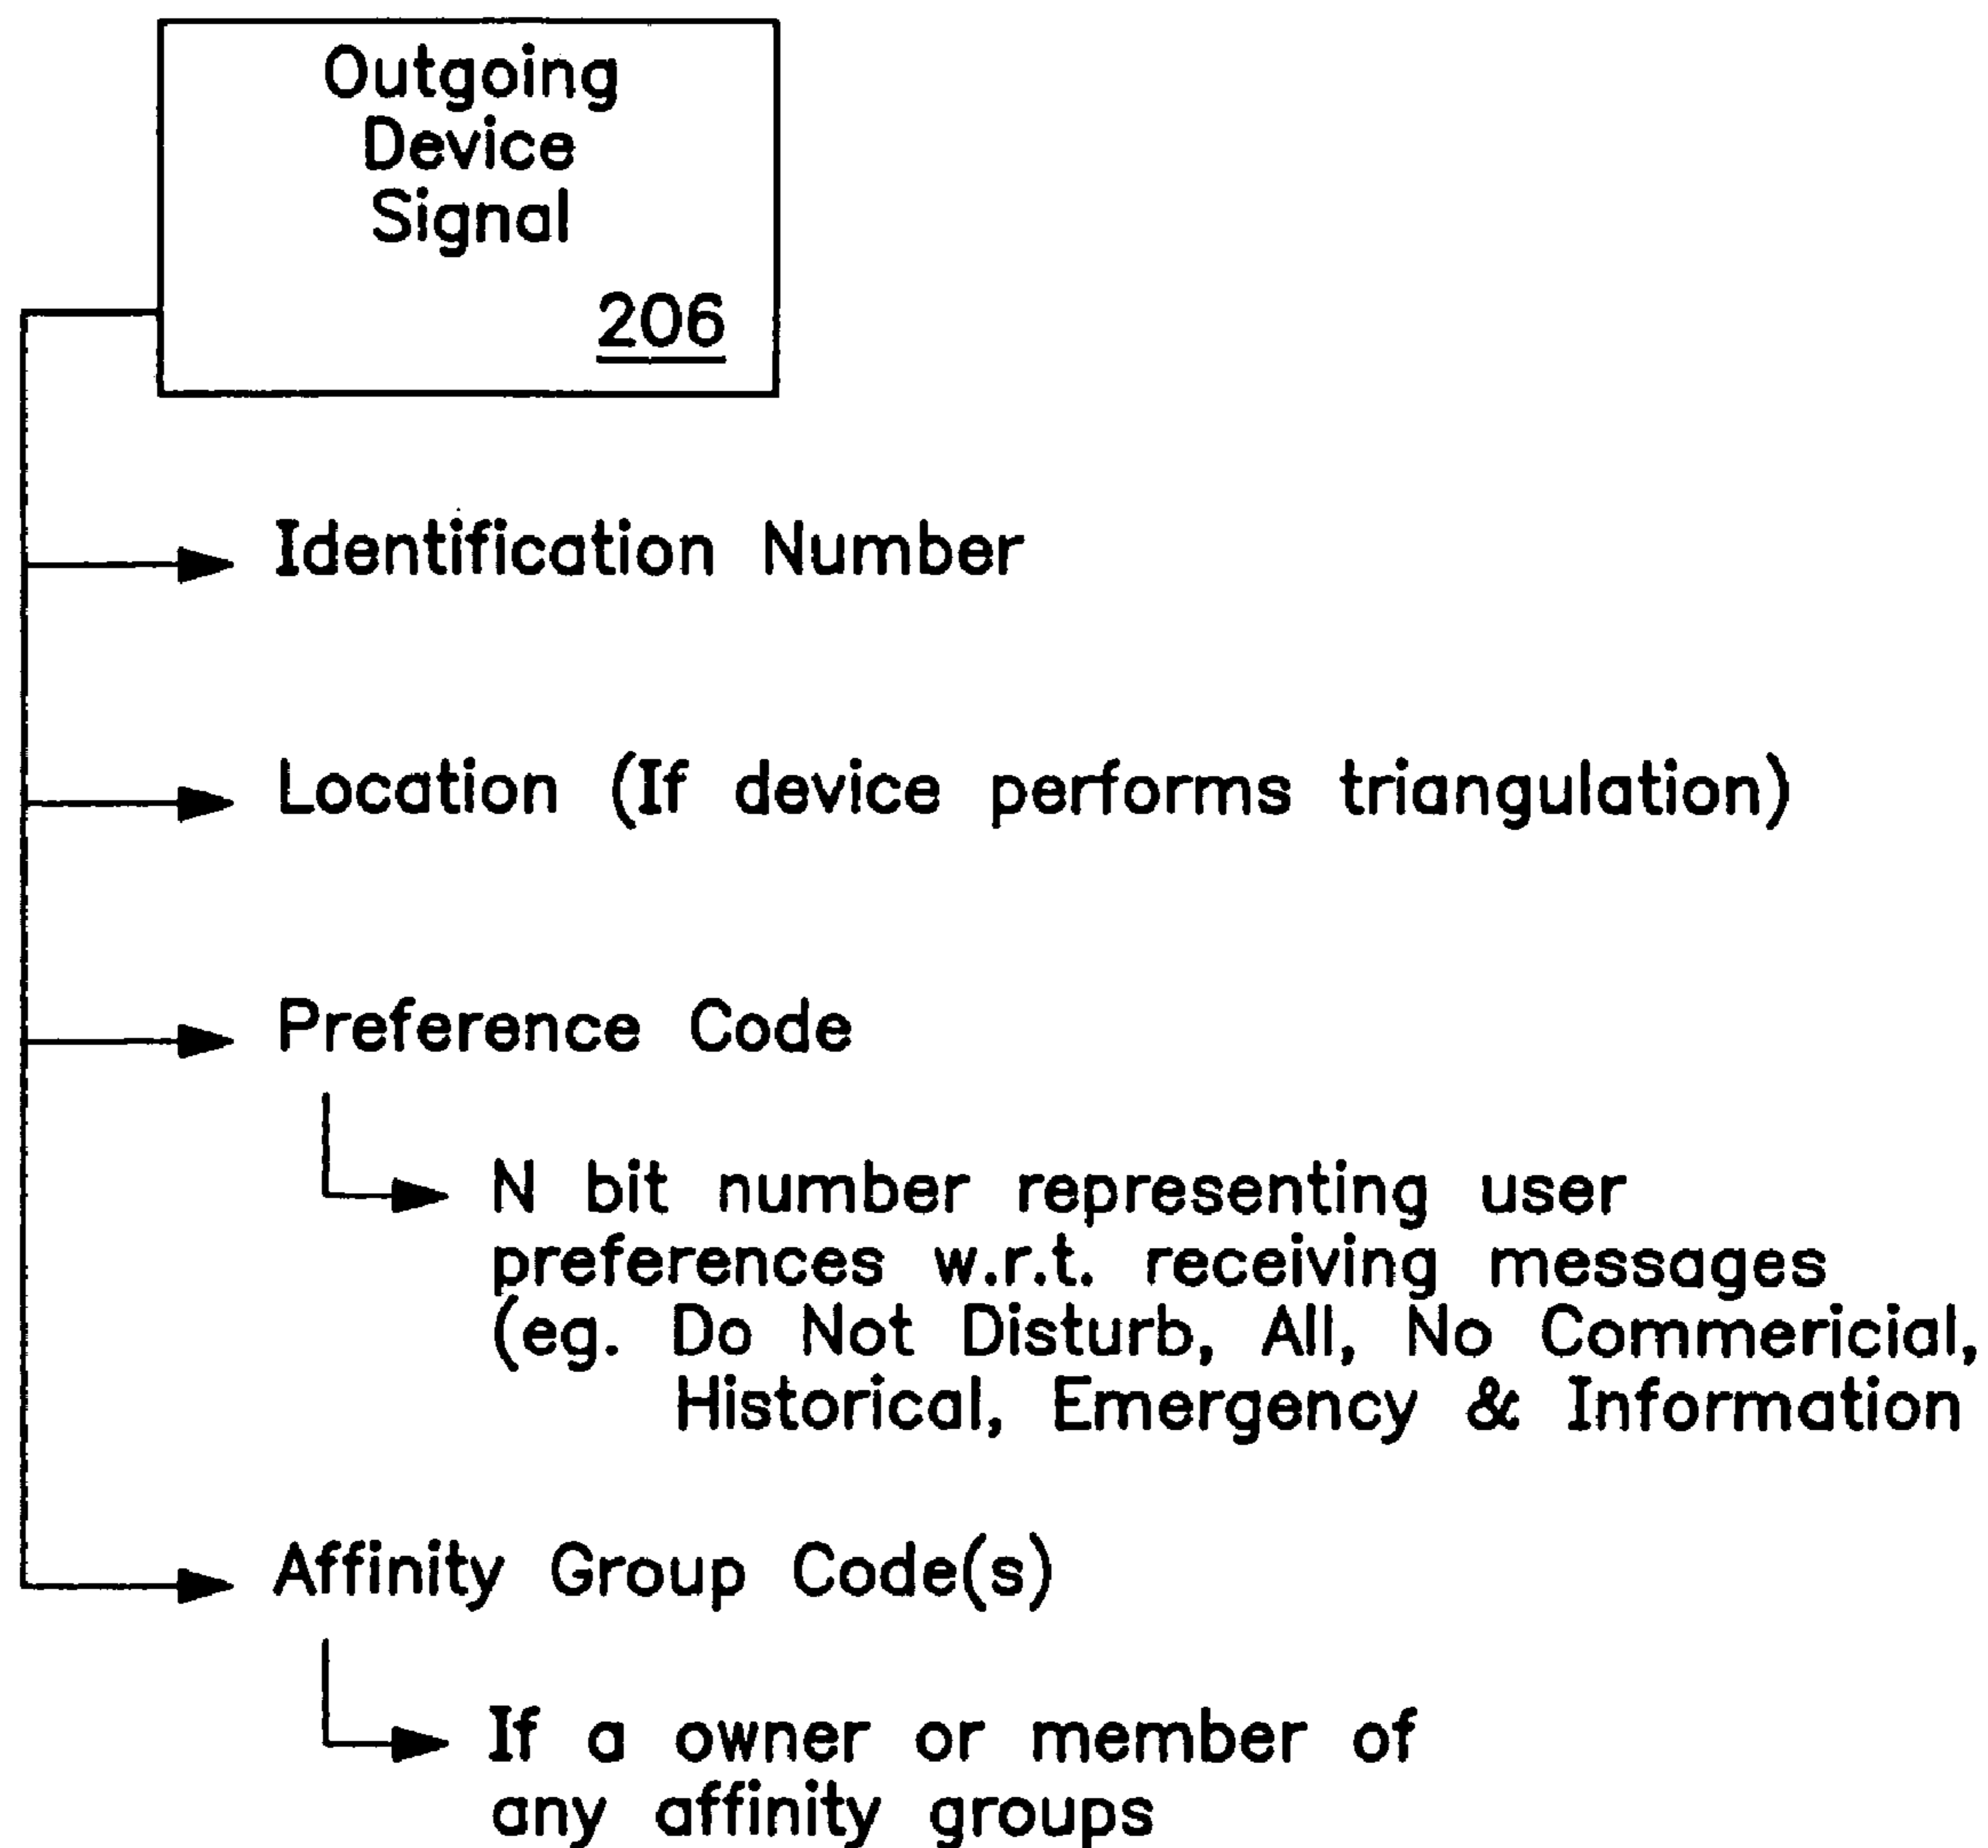 Outgoing
Device
Signal
206
Identification Number
Location (If device performs triangulation)
Preference Code
N bit number representing user
preferences w.r.t. receiving messages
(eg. Do Not Disturb, All, No Commericial,
Historical, Emergency & Information
Affinity Group Code(s)
If a owner or member of
any affinity groups